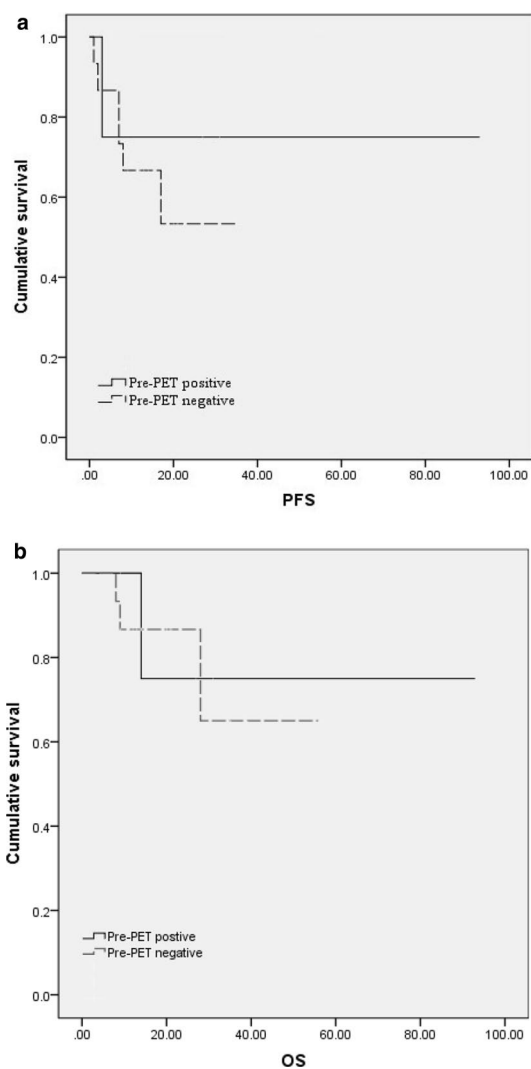 a
1.0
0.8
0.6
0.4
0.2
0.0
Cumulative survival
Pre-PET positive
Pre-PET negative
.00 20.00 40.00 60.00 80.00 100.00
PFS
b
1.0
0.8
0.6
0.4
0.2
0.0
Cumulative survival
Pre-PET postive
Pre-PET negative
.00 20.00 40.00 60.00 80.00 100.00
OS